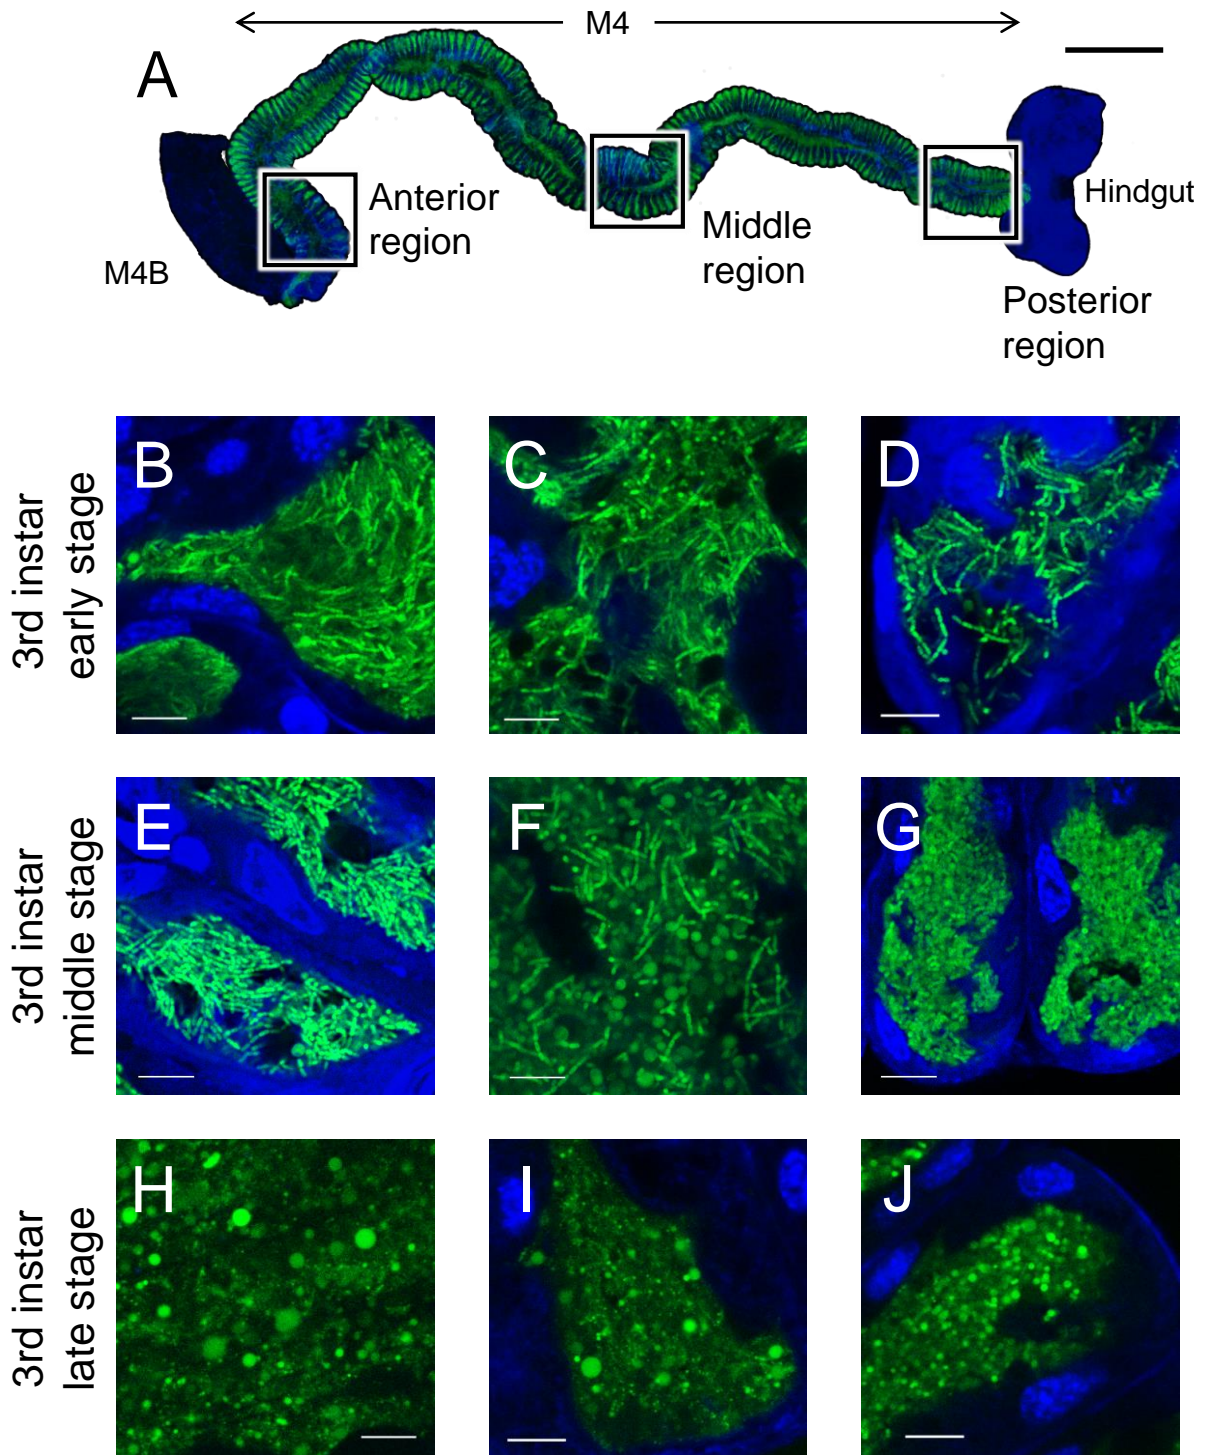 M4
A
Anterior
region
Middle
region
Hindgut
M4B
Posterior
region
3rd instar
early stage
B
C
D
3rd instar
middle stage
E
F
G
3rd instar
late stage
H
I
J